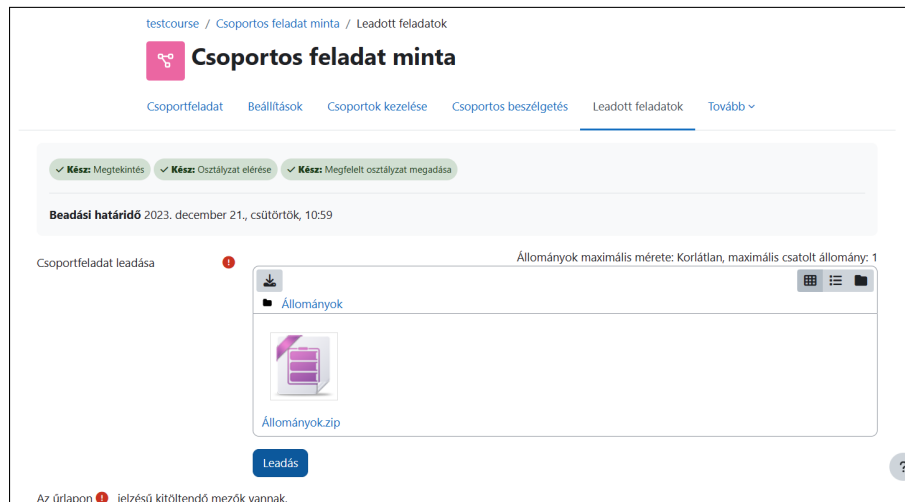 testcourse / Csoportos feladat minta / Leadott feladatok
Csoportos feladat minta
Csoportfeladat Beállítások Csoportok kezelése Csoportos beszélgetés Leadott feladatok Tovább
Kész: Megtekintés Kész: Osztályzat elérése Kész: Megfelelt osztályzat megadása
Beadási határidő 2023. december 21., csütörtök, 10:59
Állományok maximális mérete: Korlátlan, maximális csatolt állomány: 1
Csoportfeladat leadása
Állományok
Állományok.zip
Leadás
?
Az űrlapon ! jelzésű kitöltendő mezők vannak.